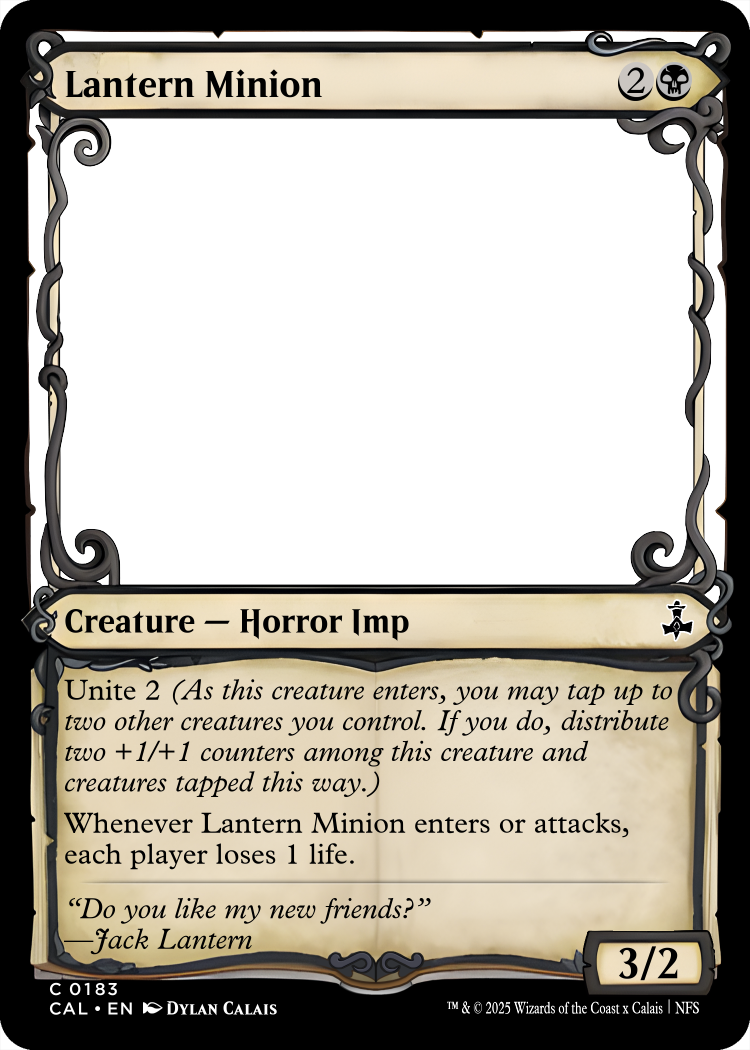 Lantern Minion 2
Creature — Horror Imp
Unite 2 (As this creature enters, you may tap up to
two other creatures you control. If you do, distribute
two +1/+1 counters among this creature and
creatures tapped this way.)
Whenever Lantern Minion enters or attacks,
each player loses 1 life.
“Do you like my new friends?”
—Jack Lantern
3/2
C 0183
CAL • EN DYLAN CALAIS
™ & © 2025 Wizards of the Coast x Calais | NFS